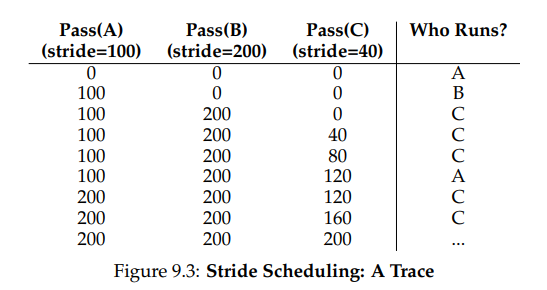 Pass(A) Pass(B) Pass(C) Who Runs?
(stride=100) (stride=200) (stride=40)
0 0 0 A
100 0 0 B
100 200 0 C
100 200 40 C
100 200 80 C
100 200 120 A
200 200 120 C
200 200 160 C
200 200 200 ...
Figure 9.3: Stride Scheduling: A Trace